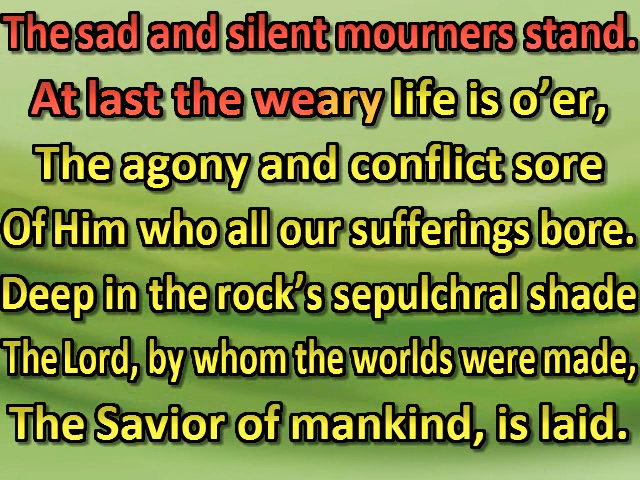 The sad and silent mourners stand.
At last the weary life is o’er,
The agony and conflict sore
Of Him who all our sufferings bore.
Deep in the rock’s sepulchral shade
The Lord, by whom the worlds were made,
The Savior of mankind, is laid.